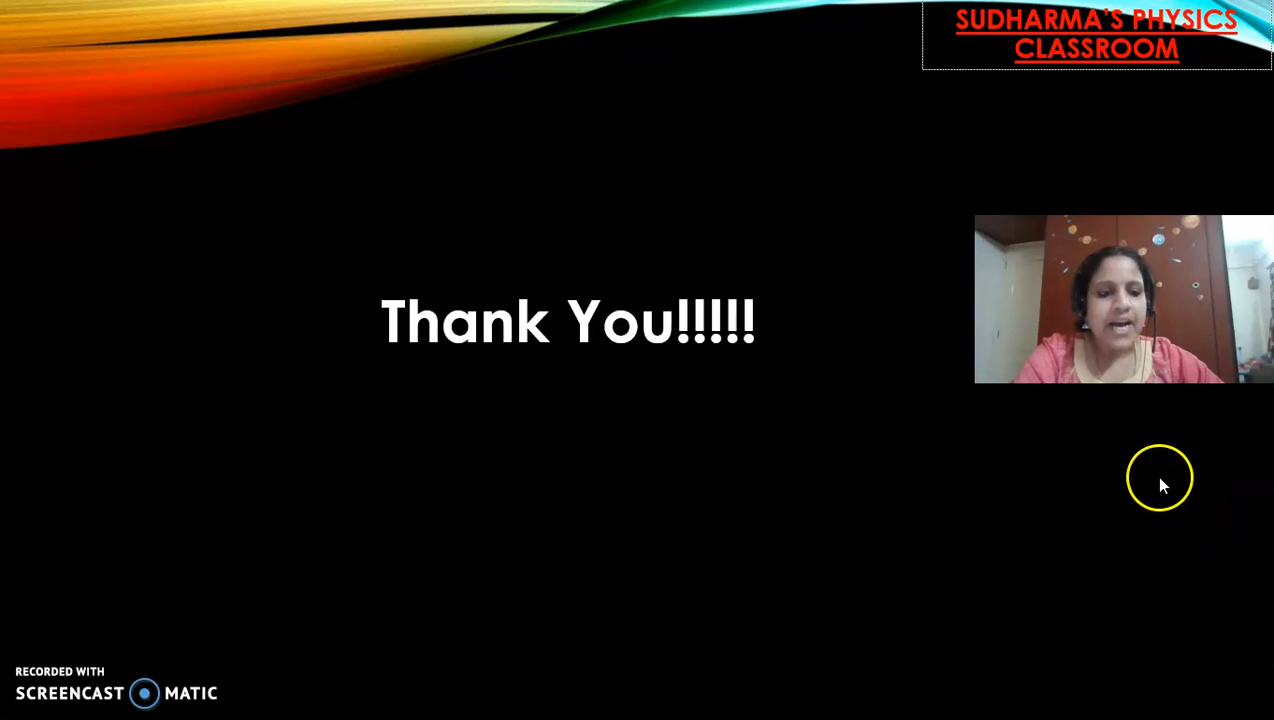 SUDHARMA'S PHYSICS
CLASSROOM
Thank You!!!!!
RECORDED WITH
SCREENCAST MATIC